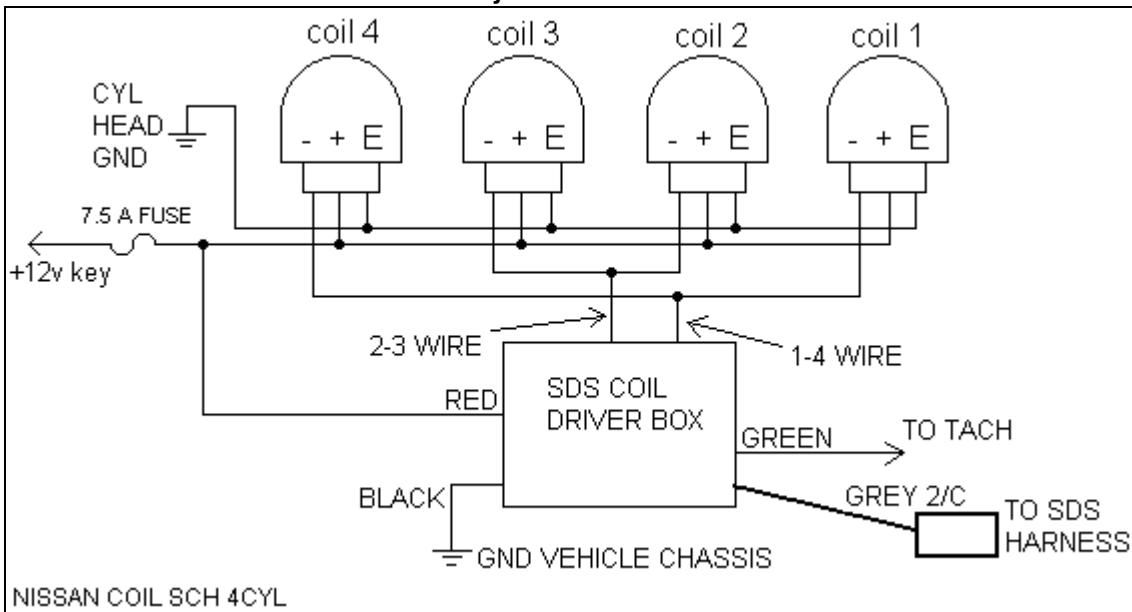 coil 4
coil 3
coil 2
coil 1
CYL
HEAD
GND
- + E
- + E
- + E
- + E
7.5 A FUSE
+12v key
2-3 WIRE
1-4 WIRE
SDS COIL
DRIVER BOX
RED
GREEN
TO TACH
BLACK
GREY 2/C
TO SDS
HARNESS
GND VEHICLE CHASSIS
NISSAN COIL SCH 4CYL